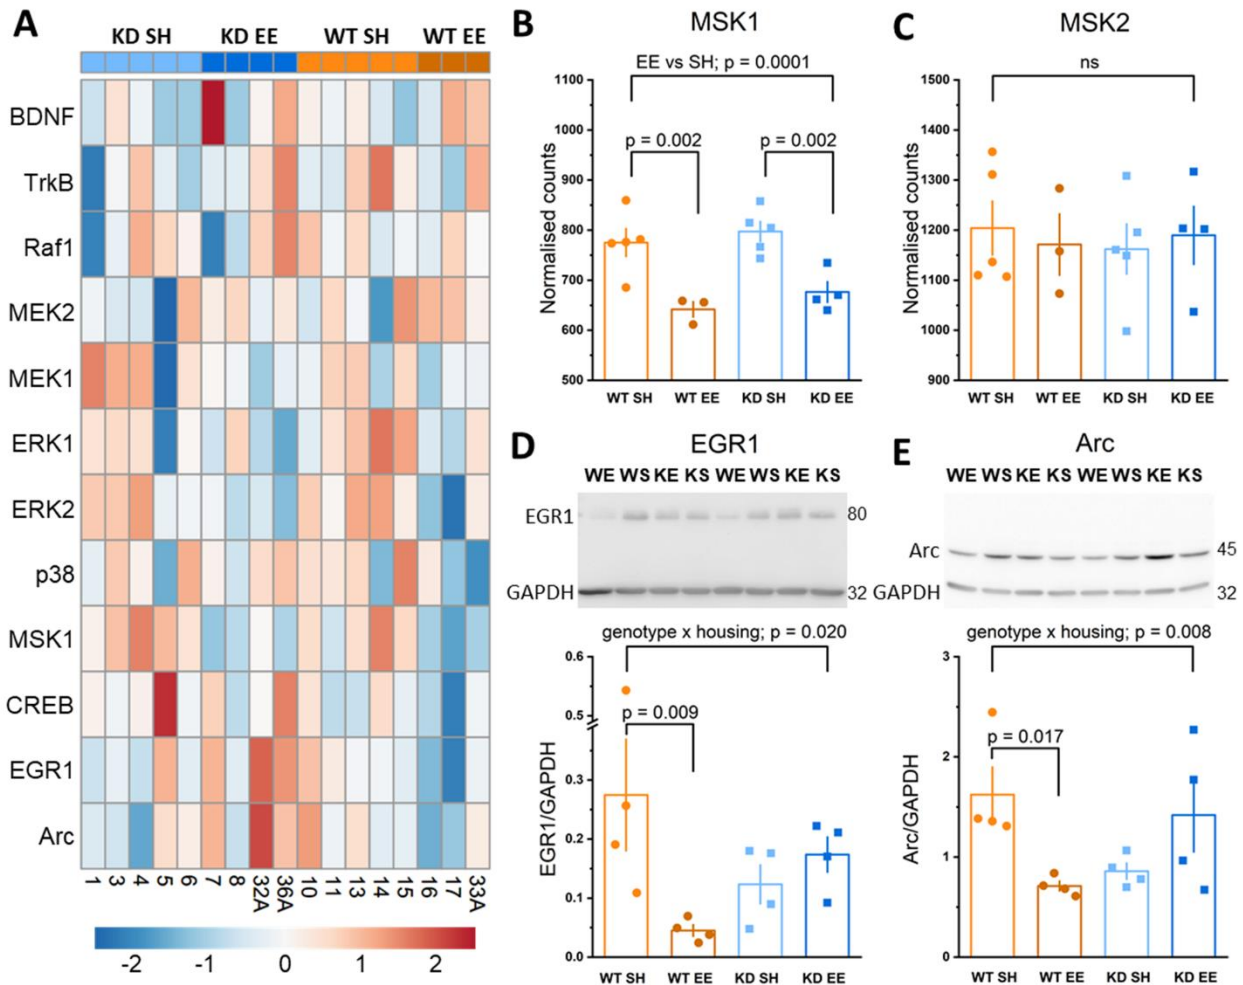 A
KD SH KD EE WT SH WT EE
BDNF
TrkB
Raf1
MEK2
MEK1
ERK1
ERK2
p38
MSK1
CREB
EGR1
Arc
1 3 4 5 6 7 8 32A 36A 10 11 13 14 15 16 17 33A
-2 -1 0 1 2
B
MSK1
EE vs SH; p = 0.0001
p = 0.002 p = 0.002
Normalised counts
1100
1000
900
800
700
600
500
WT SH WT EE KD SH KD EE
C
MSK2
ns
Normalised counts
1500
1400
1300
1200
1100
1000
900
WT SH WT EE KD SH KD EE
D
EGR1
WE WS KE KS WE WS KE KS
EGR1 80
GAPDH 32
genotype x housing; p = 0.020
p = 0.009
EGR1/GAPDH
0.6
0.5
0.3
0.2
0.1
0.0
WT SH WT EE KD SH KD EE
E
Arc
WE WS KE KS WE WS KE KS
Arc 45
GAPDH 32
genotype x housing; p = 0.008
p = 0.017
Arc/GAPDH
3
2
1
0
WT SH WT EE KD SH KD EE